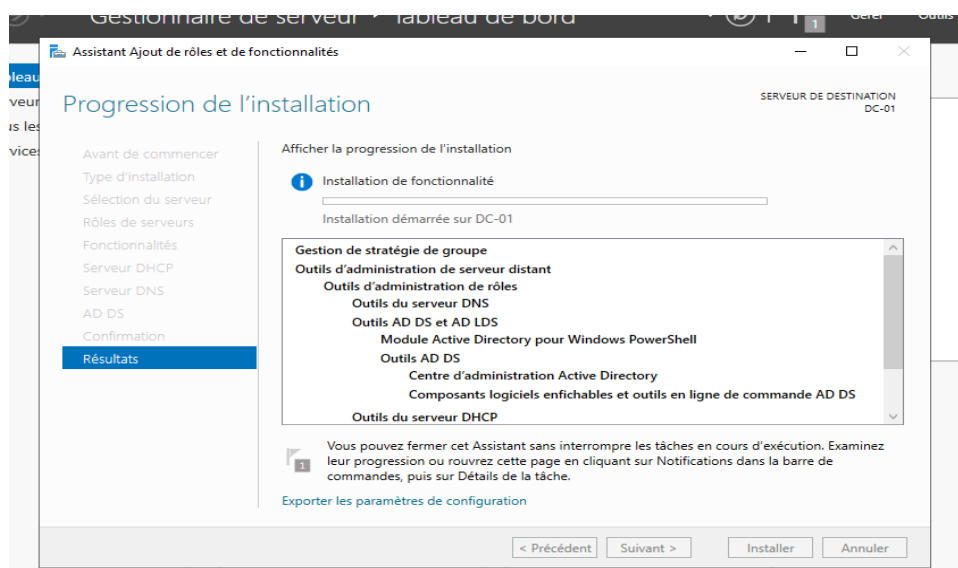 Gestionnaire de serveur · Tableau de bord
1
Gérer
Outils
Assistant Ajout de rôles et de fonctionnalités
Progression de l'installation
SERVEUR DE DESTINATION
DC-01
Avant de commencer
Type d'installation
Sélection du serveur
Rôles de serveurs
Fonctionnalités
Serveur DHCP
Serveur DNS
AD DS
Confirmation
Résultats
Afficher la progression de l'installation
Installation de fonctionnalité
Installation démarrée sur DC-01
Gestion de stratégie de groupe
Outils d'administration de serveur distant
Outils d'administration de rôles
Outils du serveur DNS
Outils AD DS et AD LDS
Module Active Directory pour Windows PowerShell
Outils AD DS
Centre d'administration Active Directory
Composants logiciels enfichables et outils en ligne de commande AD DS
Outils du serveur DHCP
1
Vous pouvez fermer cet Assistant sans interrompre les tâches en cours d'exécution. Examinez
leur progression ou rouvrez cette page en cliquant sur Notifications dans la barre de
commandes, puis sur Détails de la tâche.
Exporter les paramètres de configuration
< Précédent
Suivant >
Installer
Annuler